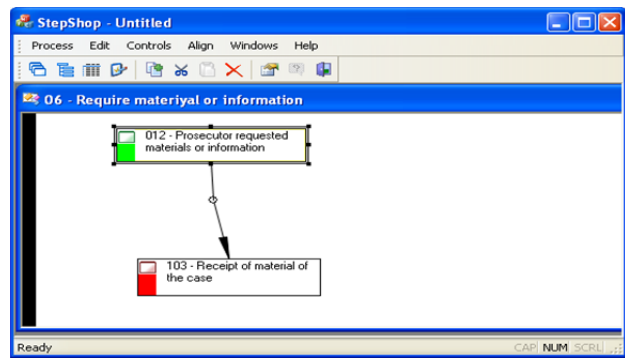 StepShop - Untitled
Process Edit Controls Align Windows Help
06 - Require materiyal or information
012 - Prosecutor requested
materials or information
103 - Receipt of material of
the case
Ready
CAP NUM SCRL